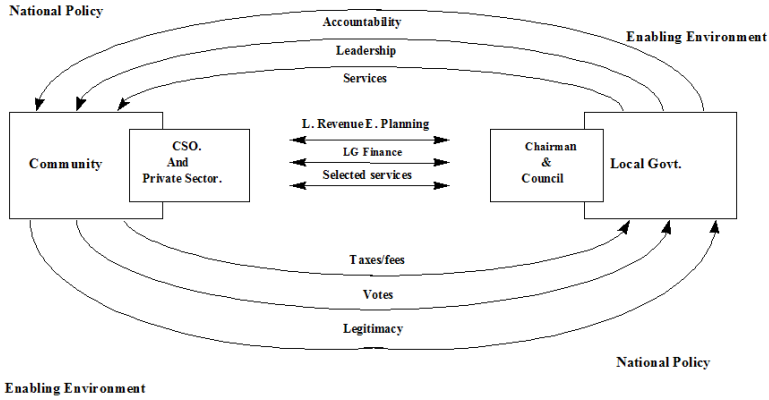 National Policy
Accountability
Enabling Environment
Leadership
Services
L. Revenue E. Planning
LG Finance
Selected services
Community
CSO.
And
Private Sector.
Chairman
&
Council
Local Govt.
Taxes/fees
Votes
Legitimacy
National Policy
Enabling Environment